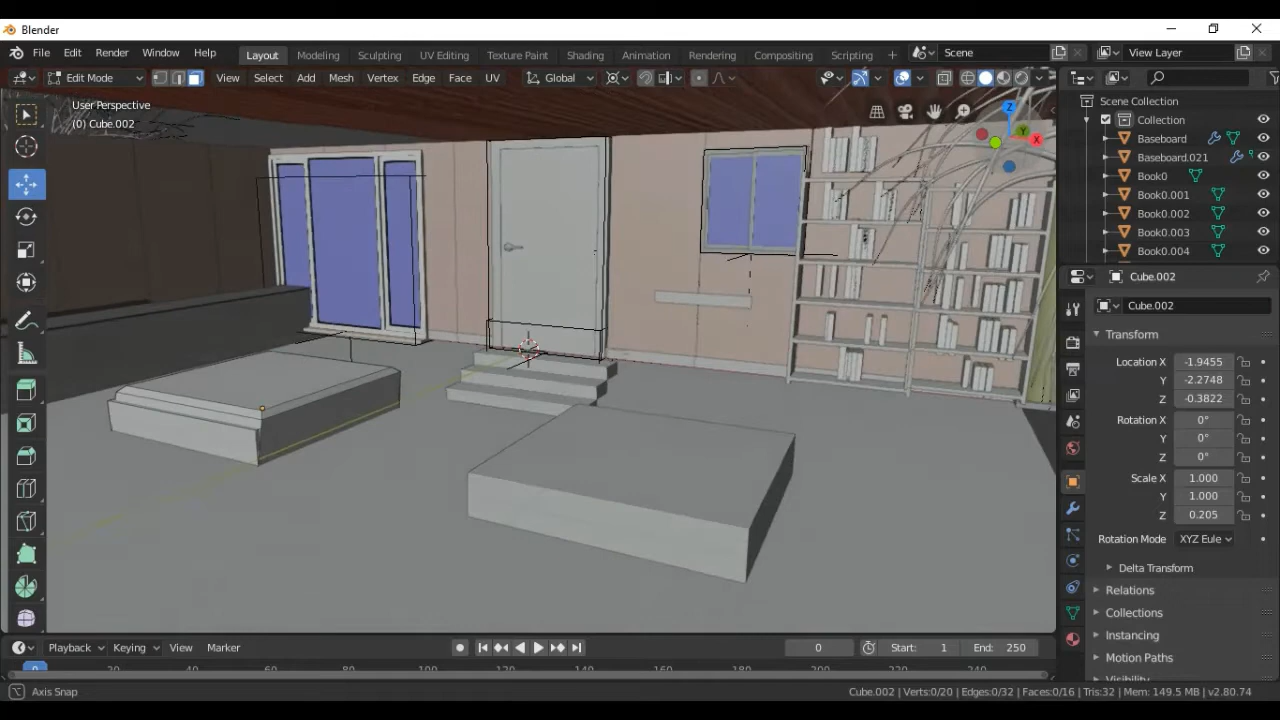 Blender
File Edit Render Window Help Layout Modeling Sculpting UV Editing Texture Paint Shading Animation Rendering Compositing Scripting + Scene View Layer
Edit Mode View Select Add Mesh Vertex Edge Face UV Global
User Perspective
(0) Cube.002
Z
Y
X
Scene Collection
Collection
Baseboard
Baseboard.021
Book0
Book0.001
Book0.002
Book0.003
Book0.004
Cube.002
Cube.002
Transform
Location X -1.9455
Y -2.2748
Z -0.3822
Rotation X 0°
Y 0°
Z 0°
Scale X 1.000
Y 1.000
Z 0.205
Rotation Mode XYZ Eule
Delta Transform
Relations
Collections
Instancing
Motion Paths
Playback Keying View Marker 0 Start: 1 End: 250
0
Axis Snap Cube.002 | Verts:0/20 | Edges:0/32 | Faces:0/16 | Tris:32 | Mem: 149.5 MB | v2.80.74